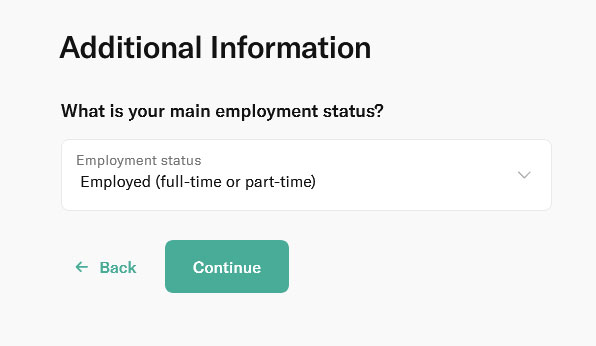 Additional Information
What is your main employment status?
Employment status
Employed (full-time or part-time)
Back
Continue